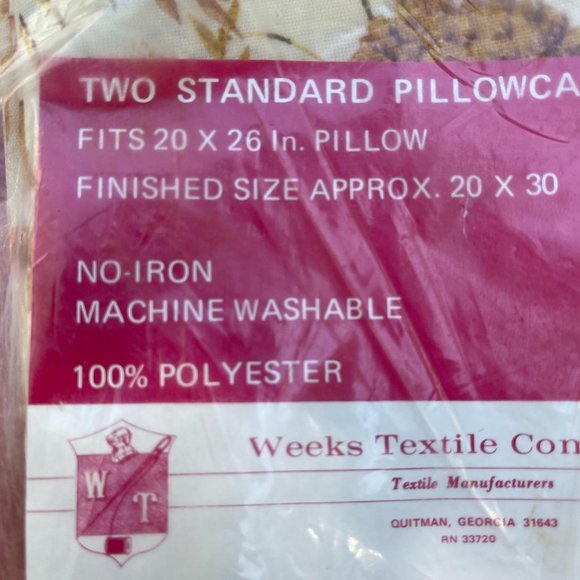 TWO STANDARD PILLOWCA
FITS 20 X 26 In. PILLOW
FINISHED SIZE APPROX. 20 X 30
NO-IRON
MACHINE WASHABLE
100% POLYESTER
W T
Weeks Textile Con
Textile Manufacturers
QUITMAN, GEORGIA 31643
RN 33720